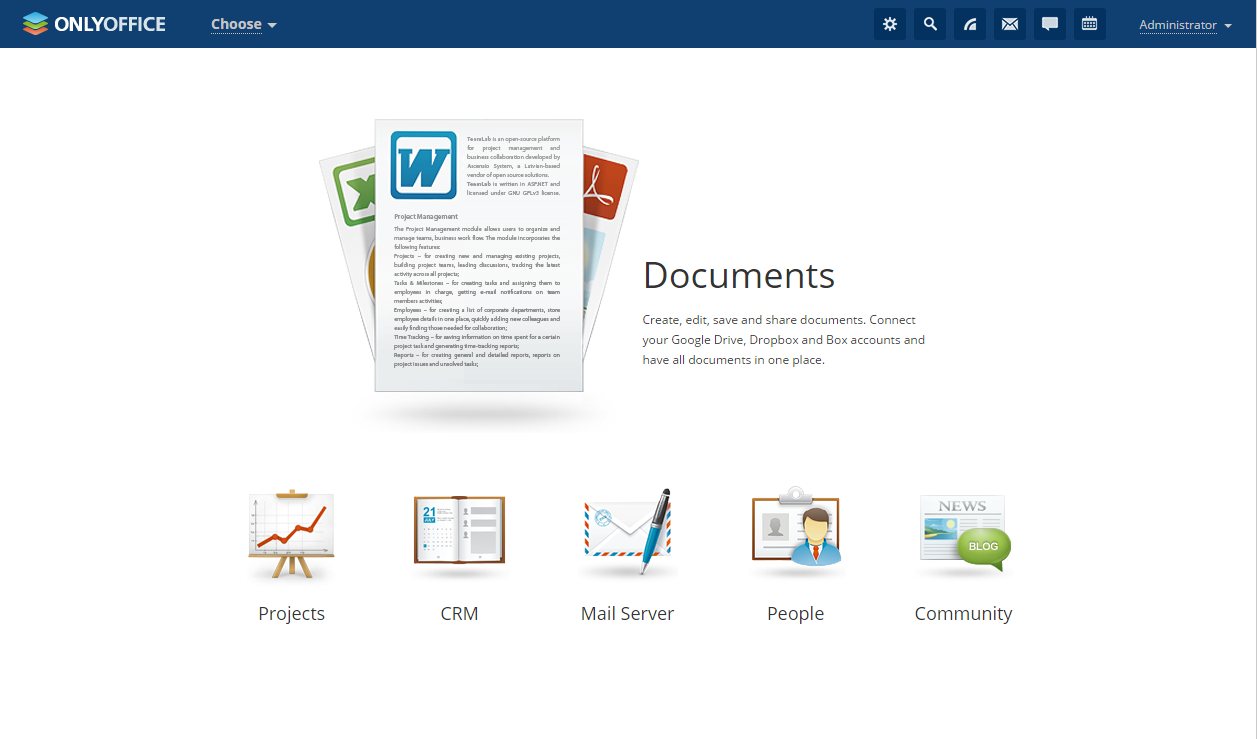 ONLYOFFICE
Choose
Administrator
W
TeamLab is an open-source platform
for project management and
business collaboration developed by
Ascensio System, a Latvian-based
vendor of open source solutions.
TeamLab is written in ASP.NET and
licensed under GNU GPLv3 license.
Project Management
The Project Management module allows users to organize and
manage teams, business work flow. The module incorporates the
following features:
Projects – for creating new and managing existing projects,
building project teams, leading discussions, tracking the latest
activity across all projects;
Tasks & Milestones – for creating tasks and assigning them to
employees in charge, getting e-mail notifications on team
members activities;
Employees – for creating a list of corporate departments, store
employee details in one place, quickly adding new colleagues and
easily finding those needed for collaboration;
Time Tracking – for saving information on time spent for a certain
project task and generating time-tracking reports;
Reports – for creating general and detailed reports, reports on
project issues and unsolved tasks;
Documents
Create, edit, save and share documents. Connect
your Google Drive, Dropbox and Box accounts and
have all documents in one place.
21
JULY
NEWS
BLOG
Projects
CRM
Mail Server
People
Community